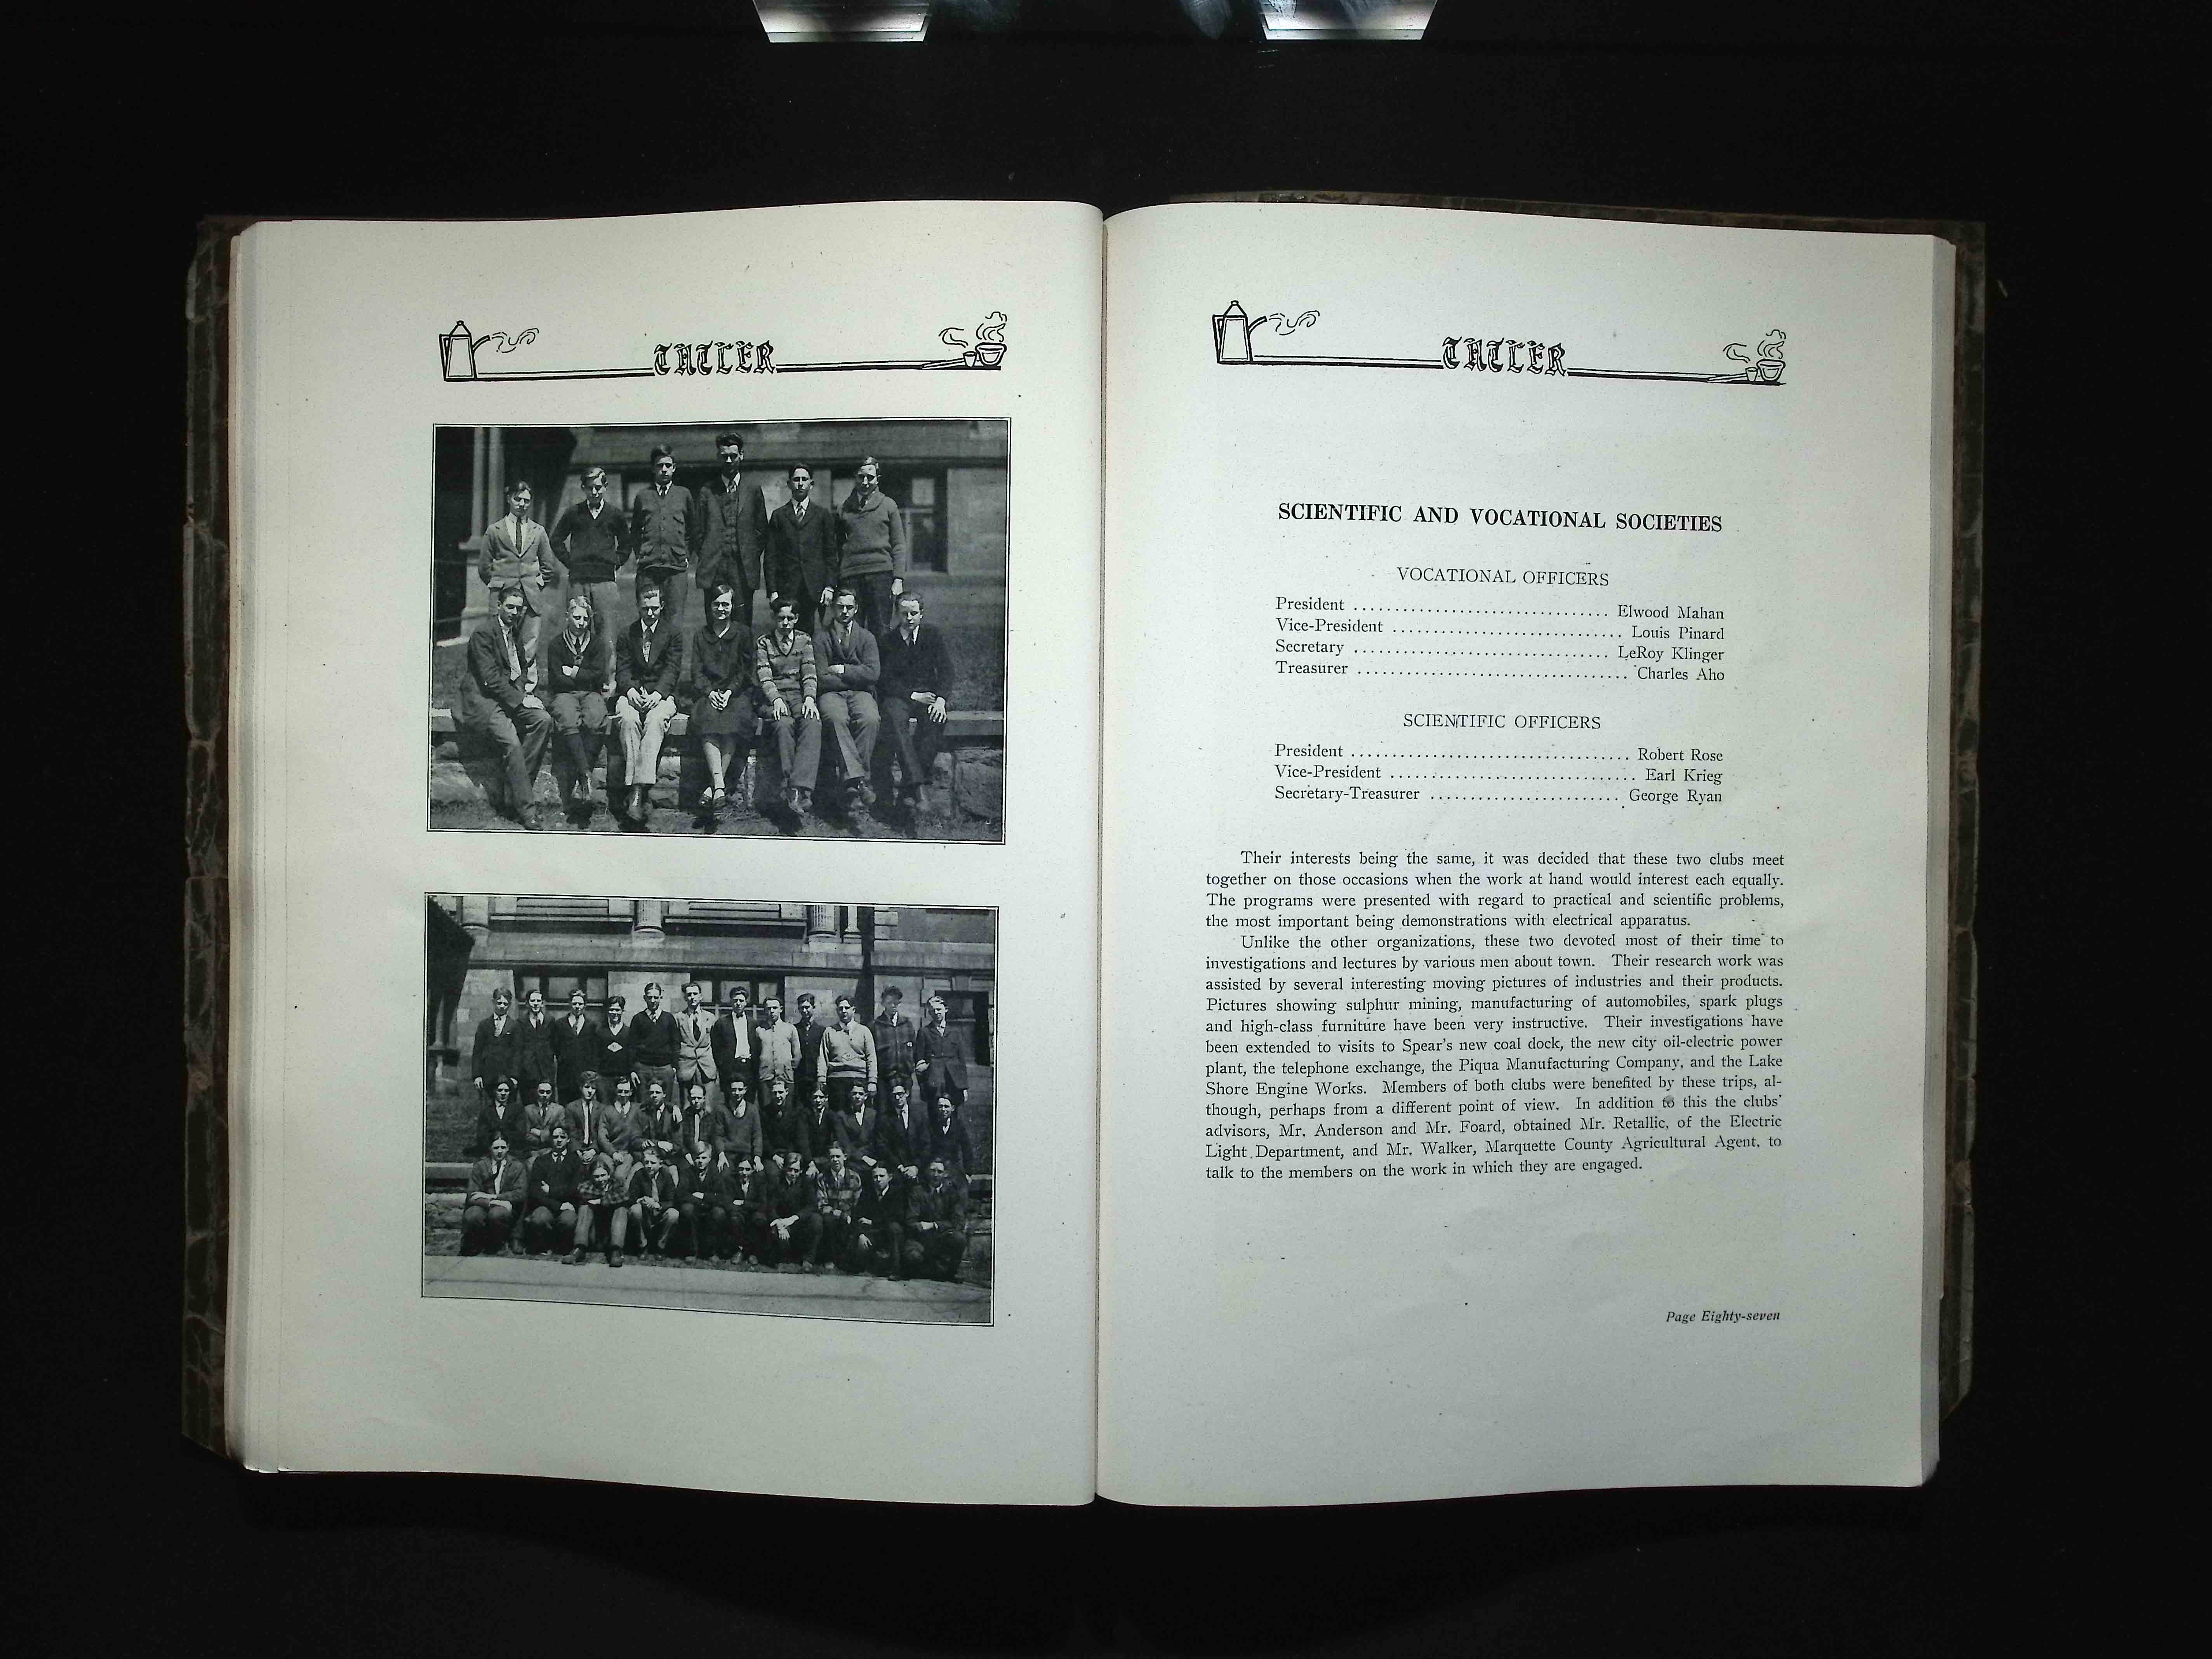 TATLER
TATLER
SCIENTIFIC AND VOCATIONAL SOCIETIES
VOCATIONAL OFFICERS
President ............................... Elwood Mahan
Vice-President ............................ Louis Pinard
Secretary ............................... LeRoy Klinger
Treasurer ................................. Charles Aho
SCIENTIFIC OFFICERS
President .................................. Robert Rose
Vice-President .............................. Earl Krieg
Secretary-Treasurer ....................... George Ryan
Their interests being the same, it was decided that these two clubs meet
together on those occasions when the work at hand would interest each equally.
The programs were presented with regard to practical and scientific problems,
the most important being demonstrations with electrical apparatus.
Unlike the other organizations, these two devoted most of their time to
investigations and lectures by various men about town. Their research work was
assisted by several interesting moving pictures of industries and their products.
Pictures showing sulphur mining, manufacturing of automobiles, spark plugs
and high-class furniture have been very instructive. Their investigations have
been extended to visits to Spear's new coal dock, the new city oil-electric power
plant, the telephone exchange, the Piqua Manufacturing Company, and the Lake
Shore Engine Works. Members of both clubs were benefited by these trips, al-
though, perhaps from a different point of view. In addition to this the clubs'
advisors, Mr. Anderson and Mr. Foard, obtained Mr. Retallic, of the Electric
Light Department, and Mr. Walker, Marquette County Agricultural Agent, to
talk to the members on the work in which they are engaged.
Page Eighty-seven